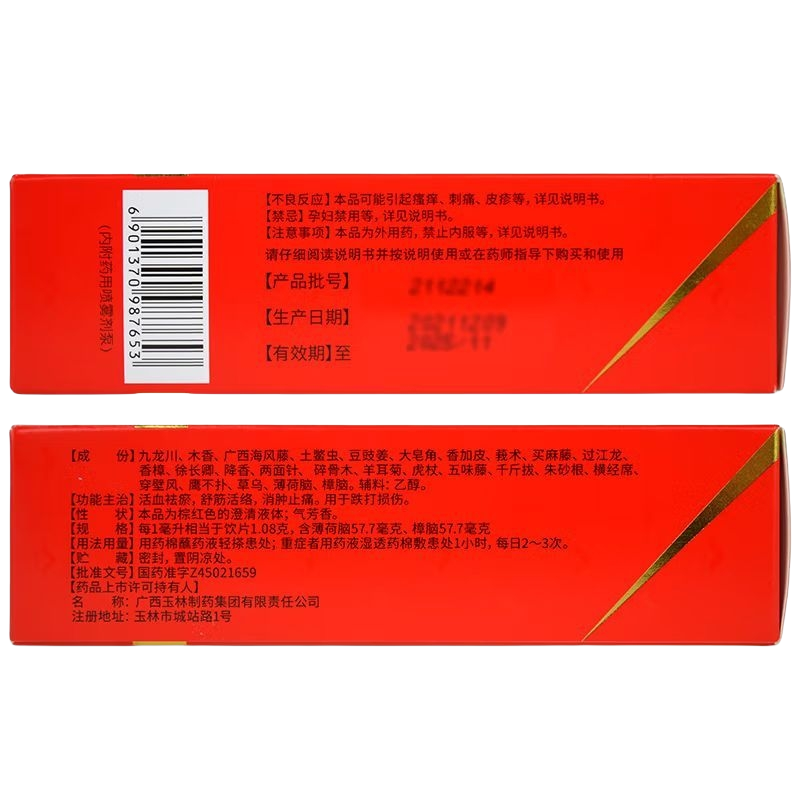 【不良反应】本品可能引起瘙痒、刺痛、皮疹等，详见说明书。
【禁忌】孕妇禁用等，详见说明书。
【注意事项】本品为外用药，禁止内服等，详见说明书。
请仔细阅读说明书并按说明使用或在药师指导下购买和使用
【产品批号】 2112214
【生产日期】 20211209
【有效期】至 2025/11
6901370987653
（内附药用喷雾剂泵）
【成 份】九龙川、木香、广西海风藤、土鳖虫、豆豉姜、大皂角、香加皮、莪术、买麻藤、过江龙、
香樟、徐长卿、降香、两面针、碎骨木、羊耳菊、虎杖、五味藤、千斤拔、朱砂根、横经席、
穿壁风、鹰不扑、草乌、薄荷脑、樟脑。辅料：乙醇。
【功能主治】活血祛瘀，舒筋活络，消肿止痛。用于跌打损伤。
【性 状】本品为棕红色的澄清液体；气芳香。
【规 格】每1毫升相当于饮片1.08克，含薄荷脑57.7毫克、樟脑57.7毫克
【用法用量】用药棉蘸药液轻搽患处；重症者用药液湿透药棉敷患处1小时，每日2～3次。
【贮 藏】密封，置阴凉处。
【批准文号】国药准字Z45021659
【药品上市许可持有人】
名 称：广西玉林制药集团有限责任公司
注册地址：玉林市城站路1号